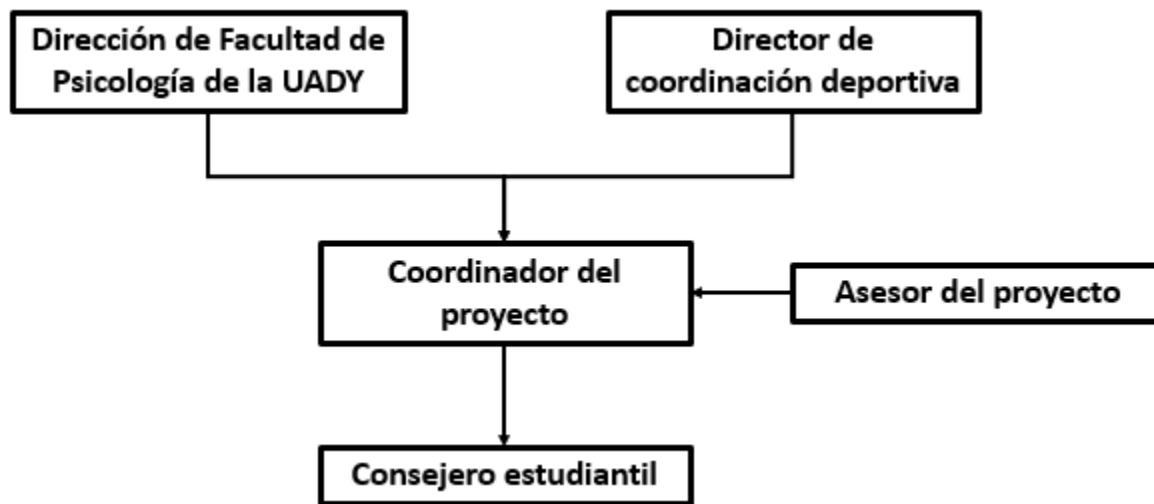 Dirección de Facultad de
Psicología de la UADY
Director de
coordinación deportiva
Coordinador del
proyecto
Asesor del proyecto
Consejero estudiantil